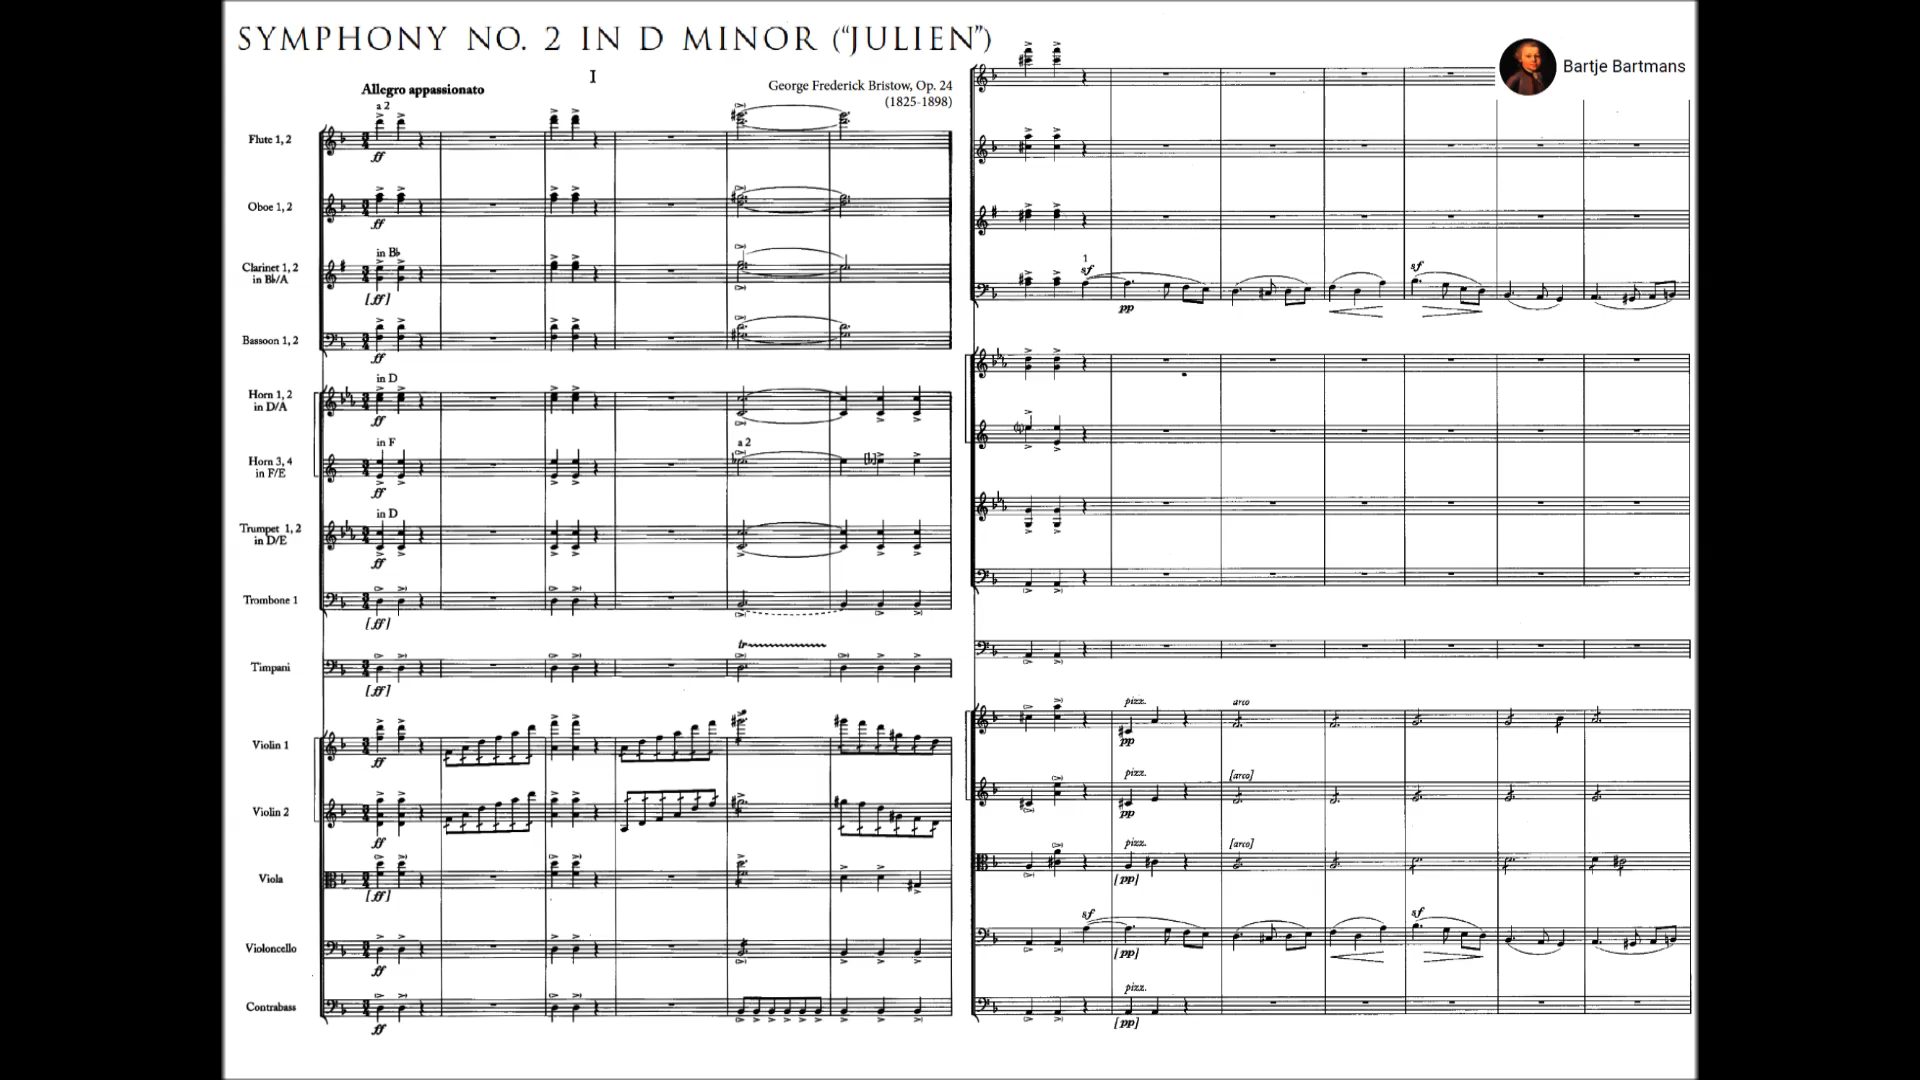 SYMPHONY NO. 2 IN D MINOR ("JULIEN")
I
Allegro appassionato
George Frederick Bristow, Op. 24
(1825-1898)
Bartje Bartmans
a 2
Flute 1, 2
ff
Oboe 1, 2
ff
in B♭
Clarinet 1, 2
in B♭/A
[ff]
Bassoon 1, 2
ff
in D
Horn 1, 2
in D/A
ff
in F
a 2
Horn 3, 4
in F/E
ff
in D
Trumpet 1, 2
in D/E
ff
Trombone 1
[ff]
tr
Timpani
[ff]
Violin 1
ff
Violin 2
ff
Viola
[ff]
Violoncello
ff
Contrabass
ff
1
sf sf
pp
pizz. arco
pp
pizz. [arco]
pp
pizz. [arco]
[pp]
sf sf
[pp]
pizz.
[pp]